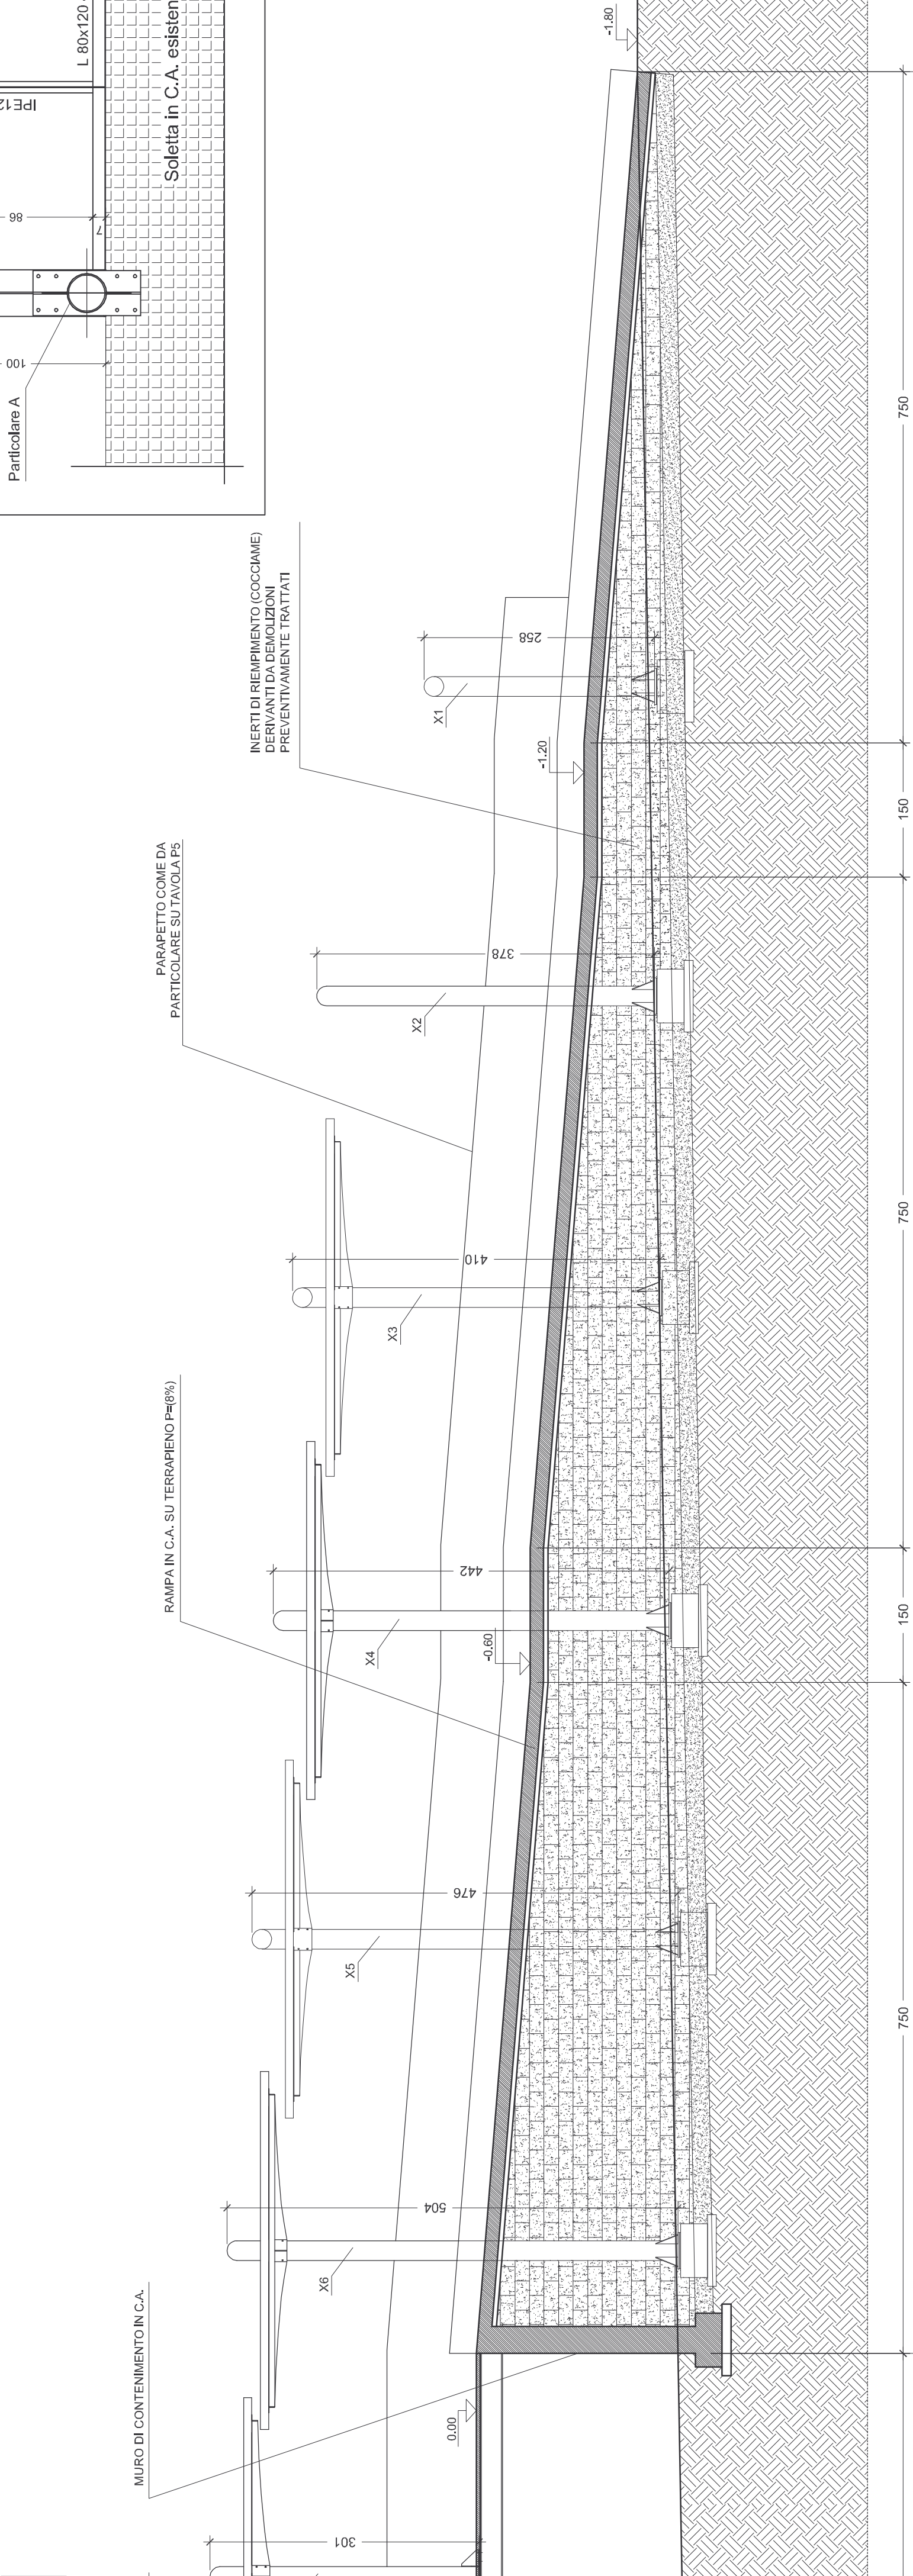 -1.80
L 80x120
IPE12
Soletta in C.A. esisten
86
7
100
Particolare A
750
INERTI DI RIEMPIMENTO (COCCIAME)
DERIVANTI DA DEMOLIZIONI
PREVENTIVAMENTE TRATTATI
258
X1
-1.20
150
PARAPETTO COME DA
PARTICOLARE SU TAVOLA P5
378
X2
410
X3
750
RAMPA IN C.A. SU TERRAPIENO P=(8%)
442
X4
-0.60
150
476
X5
750
504
X6
MURO DI CONTENIMENTO IN C.A.
0.00
301